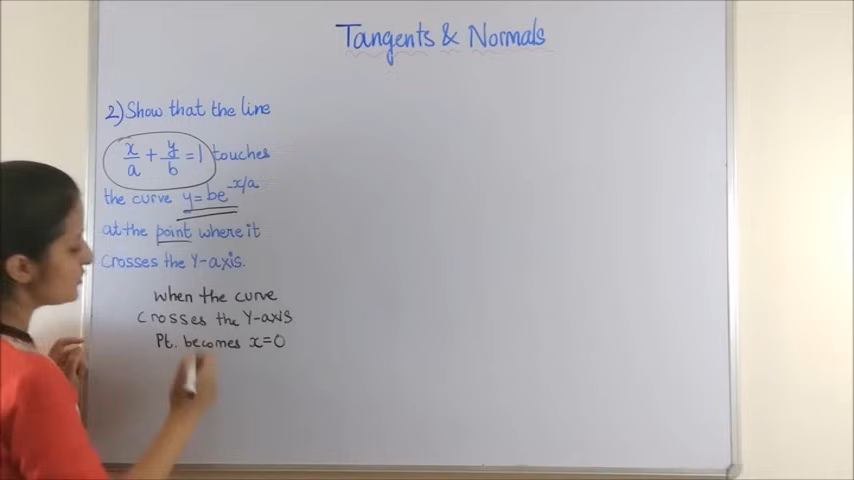 Tangents & Normals
2) Show that the line
x/a + y/b = 1 touches
the curve y = be^-x/a
at the point where it
crosses the Y-axis.
when the curve
crosses the Y-axis
Pt. becomes x=0